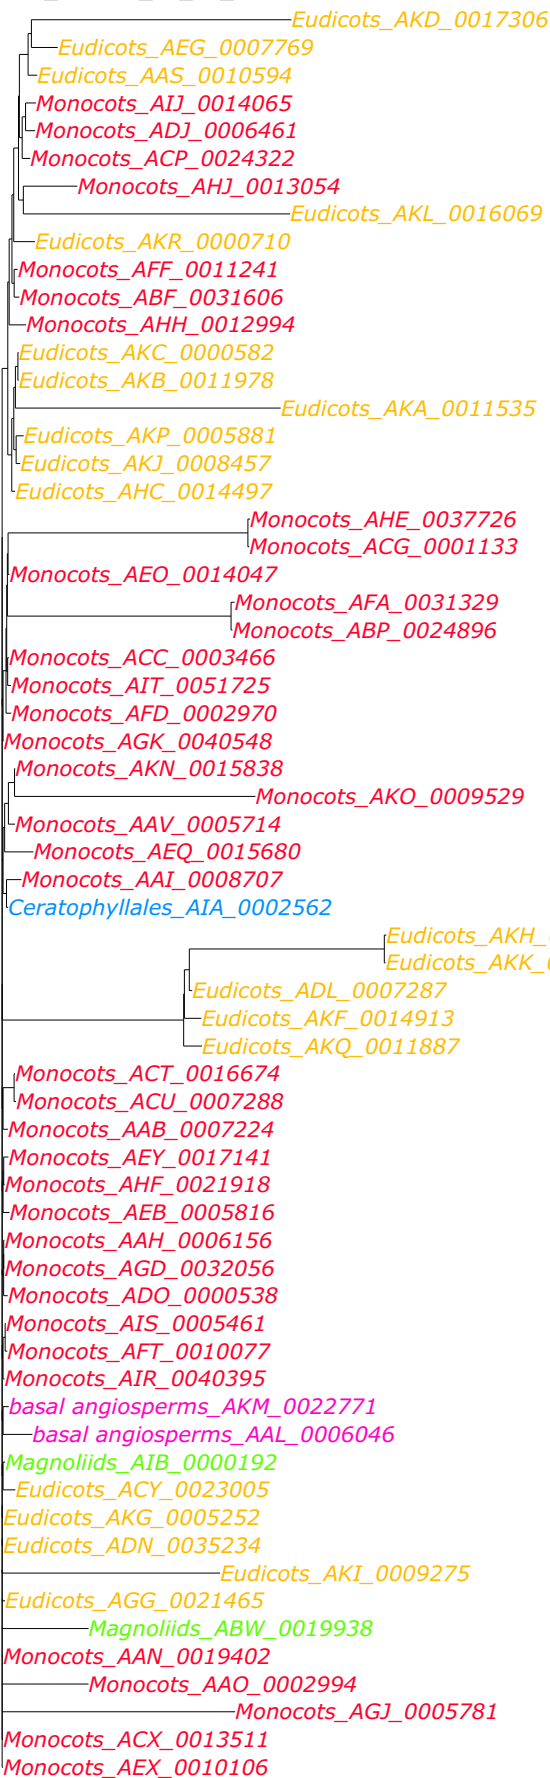 Eudicots_AKD_0017306
Eudicots_AEG_0007769
Eudicots_AAS_0010594
Monocots_AIJ_0014065
Monocots_ADJ_0006461
Monocots_ACP_0024322
Monocots_AHJ_0013054
Eudicots_AKL_0016069
Eudicots_AKR_0000710
Monocots_AFF_0011241
Monocots_ABF_0031606
Monocots_AHH_0012994
Eudicots_AKC_0000582
Eudicots_AKB_0011978
Eudicots_AKA_0011535
Eudicots_AKP_0005881
Eudicots_AKJ_0008457
Eudicots_AHC_0014497
Monocots_AHE_0037726
Monocots_ACG_0001133
Monocots_AEO_0014047
Monocots_AFA_0031329
Monocots_ABP_0024896
Monocots_ACC_0003466
Monocots_AIT_0051725
Monocots_AFD_0002970
Monocots_AGK_0040548
Monocots_AKN_0015838
Monocots_AKO_0009529
Monocots_AAV_0005714
Monocots_AEQ_0015680
Monocots_AAI_0008707
Ceratophyllales_AIA_0002562
Eudicots_AKH_
Eudicots_AKK_
Eudicots_ADL_0007287
Eudicots_AKF_0014913
Eudicots_AKQ_0011887
Monocots_ACT_0016674
Monocots_ACU_0007288
Monocots_AAB_0007224
Monocots_AEY_0017141
Monocots_AHF_0021918
Monocots_AEB_0005816
Monocots_AAH_0006156
Monocots_AGD_0032056
Monocots_ADO_0000538
Monocots_AIS_0005461
Monocots_AFT_0010077
Monocots_AIR_0040395
basal angiosperms_AKM_0022771
basal angiosperms_AAL_0006046
Magnoliids_AIB_0000192
Eudicots_ACY_0023005
Eudicots_AKG_0005252
Eudicots_ADN_0035234
Eudicots_AKI_0009275
Eudicots_AGG_0021465
Magnoliids_ABW_0019938
Monocots_AAN_0019402
Monocots_AAO_0002994
Monocots_AGJ_0005781
Monocots_ACX_0013511
Monocots_AEX_0010106